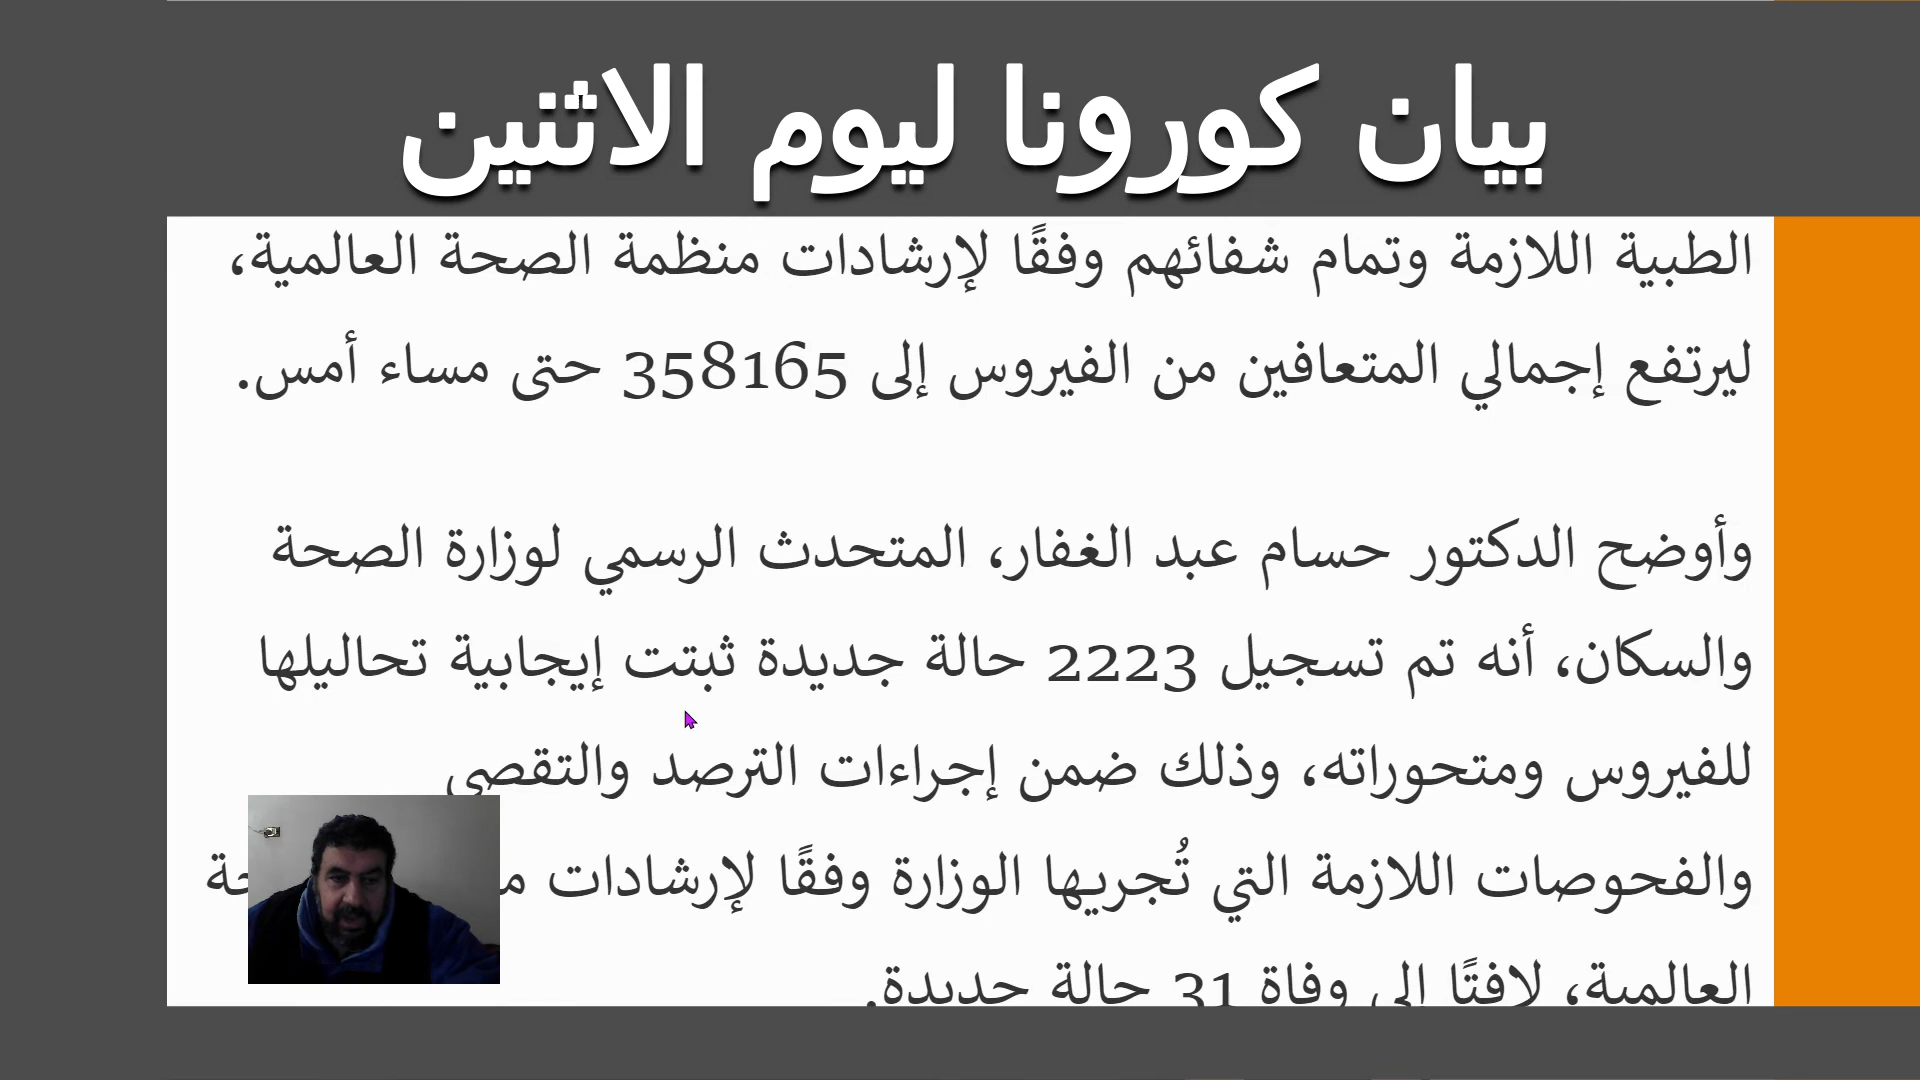 بيان كورونا ليوم الاثنين
الطبية اللازمة وتمام شفائهم وفقًا لإرشادات منظمة الصحة العالمية،
ليرتفع إجمالي المتعافين من الفيروس إلى 358165 حتى مساء أمس.
وأوضح الدكتور حسام عبد الغفار، المتحدث الرسمي لوزارة الصحة
والسكان، أنه تم تسجيل 2223 حالة جديدة ثبتت إيجابية تحاليلها
للفيروس ومتحوراته، وذلك ضمن إجراءات الترصد والتقصي
والفحوصات اللازمة التي تُجريها الوزارة وفقًا لإرشادات
العالمية، لافتًا إلى وفاة 31 حالة جديدة.